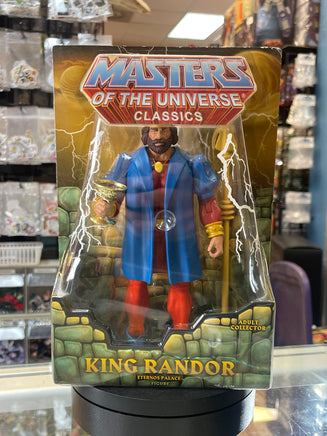 MASTERS
OF THE UNIVERSE
CLASSICS
ADULT
COLLECTOR
KING RANDOR
ETERNOS PALACE
FIGURE